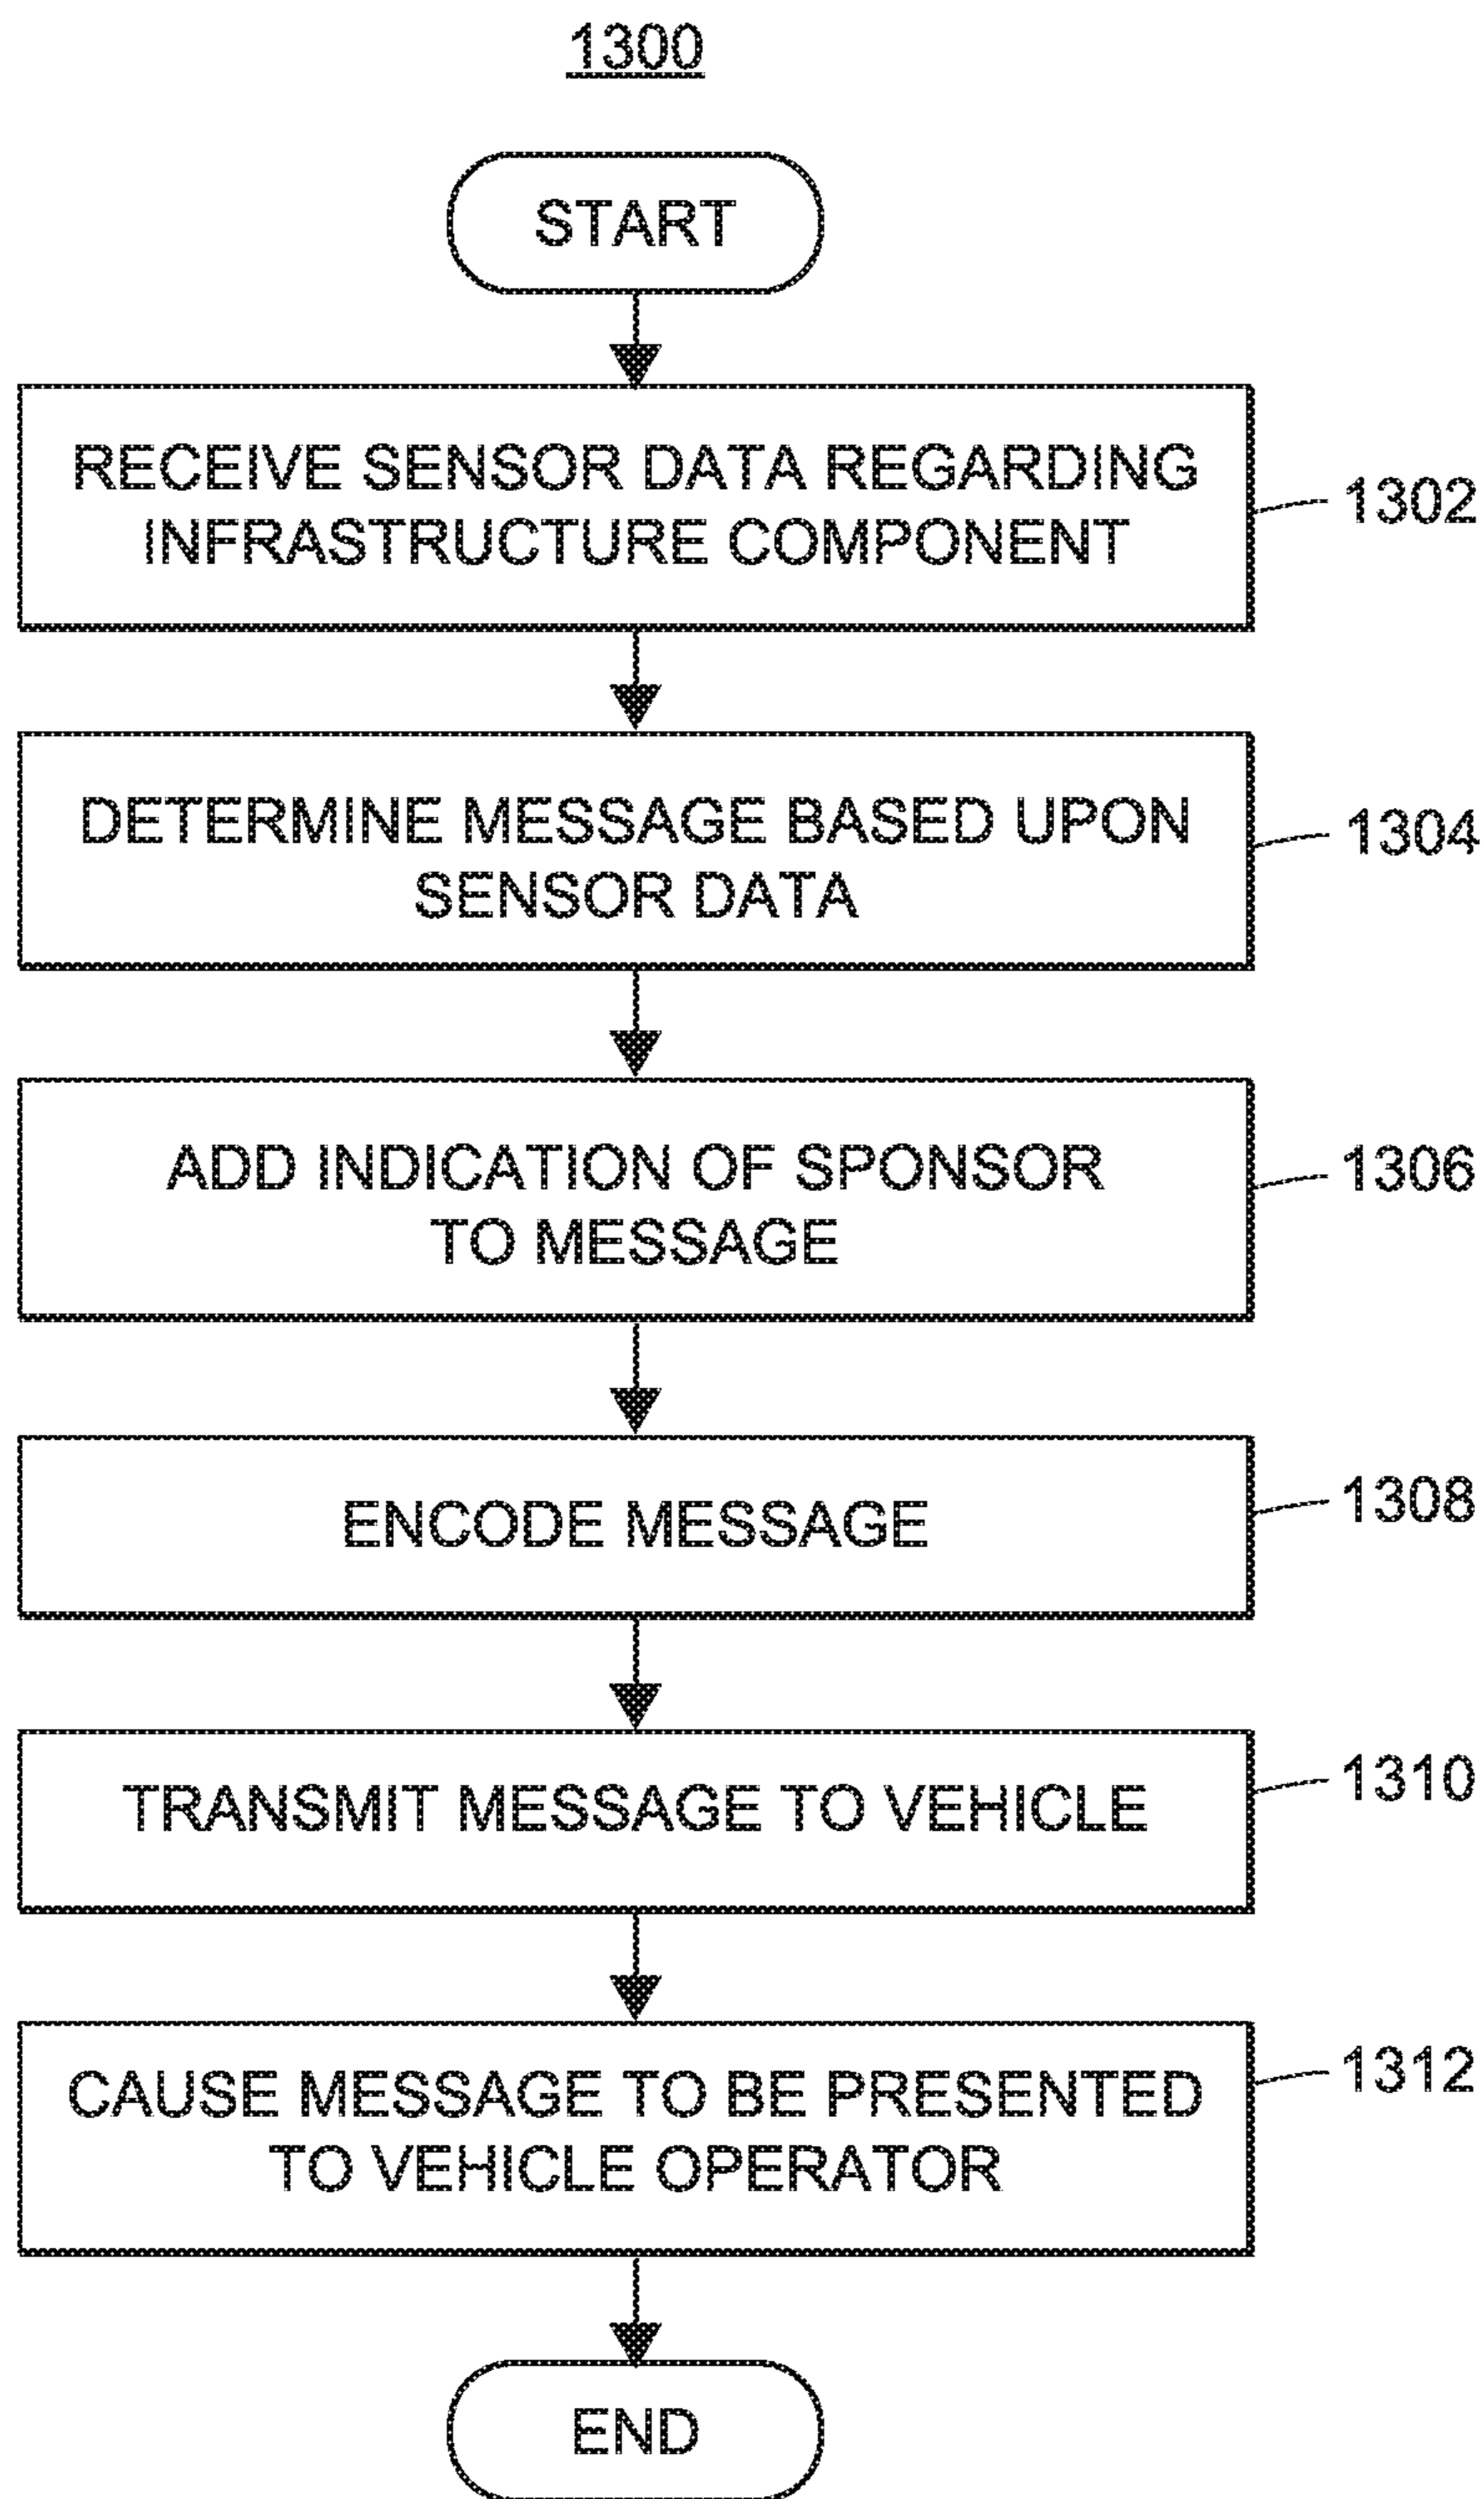 1300
START
RECEIVE SENSOR DATA REGARDING
INFRASTRUCTURE COMPONENT
1302
DETERMINE MESSAGE BASED UPON
SENSOR DATA
1304
ADD INDICATION OF SPONSOR
TO MESSAGE
1306
ENCODE MESSAGE
1308
TRANSMIT MESSAGE TO VEHICLE
1310
CAUSE MESSAGE TO BE PRESENTED
TO VEHICLE OPERATOR
1312
END